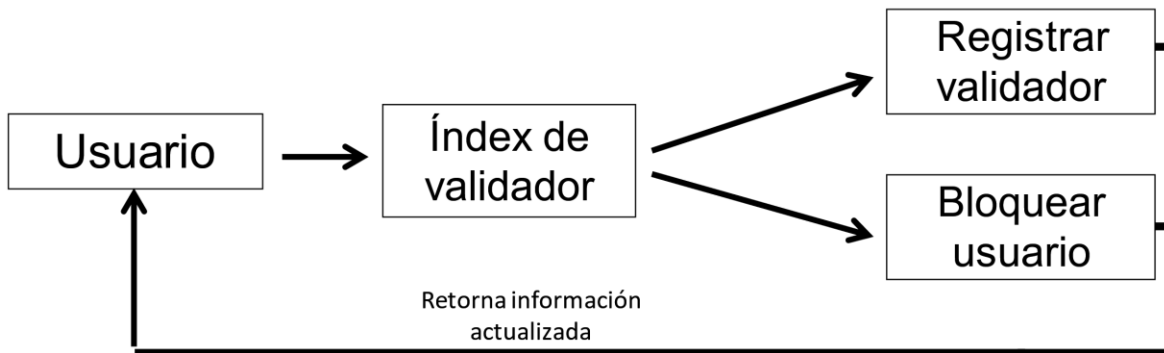 Usuario
Índex de
validador
Registrar
validador
Bloquear
usuario
Retorna información
actualizada